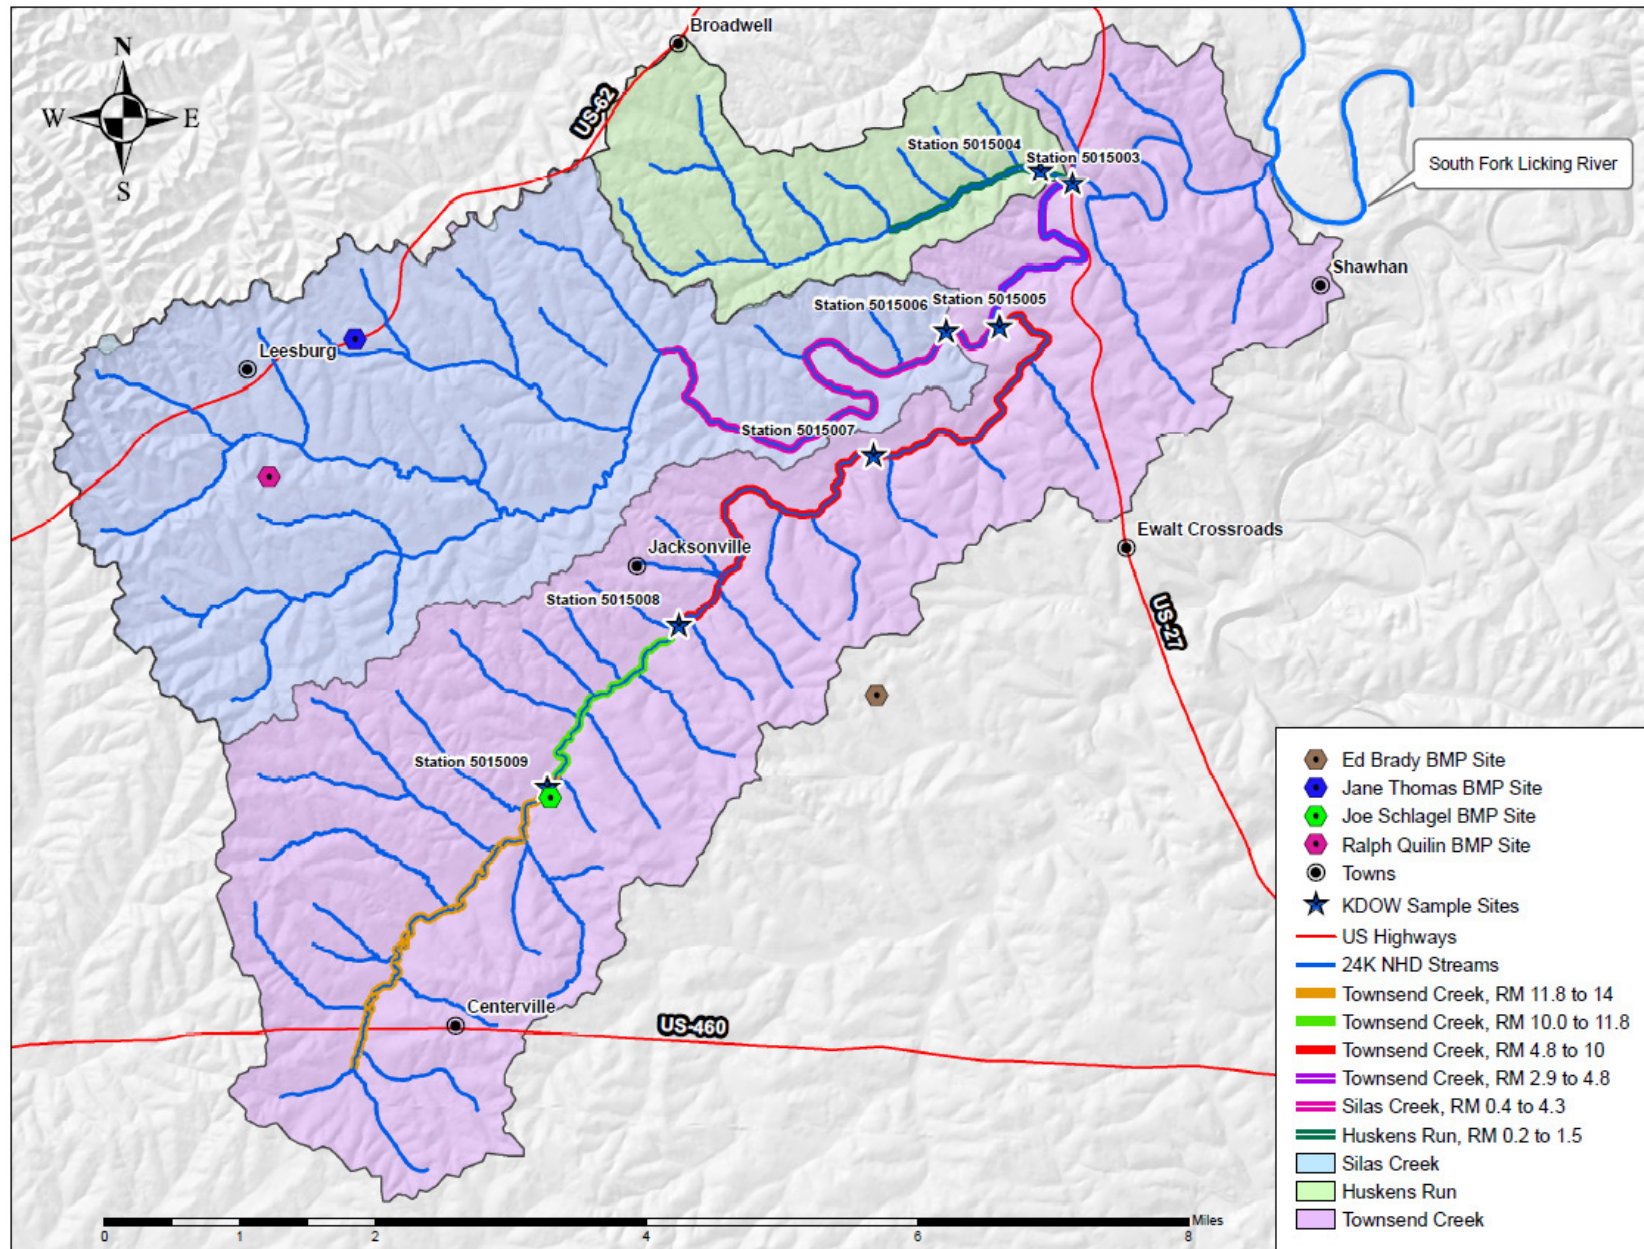 Broadwell
N
W
E
S
US-62
Station 5015004
Station 5015003
South Fork Licking River
Shawhan
Station 5015006
Station 5015005
Leesburg
Station 5015007
Ewalt Crossroads
Jacksonville
Station 5015008
US-27
Station 5015009
Centerville
US-460
Ed Brady BMP Site
Jane Thomas BMP Site
Joe Schlagel BMP Site
Ralph Quilin BMP Site
Towns
KDOW Sample Sites
US Highways
24K NHD Streams
Townsend Creek, RM 11.8 to 14
Townsend Creek, RM 10.0 to 11.8
Townsend Creek, RM 4.8 to 10
Townsend Creek, RM 2.9 to 4.8
Silas Creek, RM 0.4 to 4.3
Huskens Run, RM 0.2 to 1.5
Silas Creek
Huskens Run
Townsend Creek
Miles
0 1 2 4 6 8